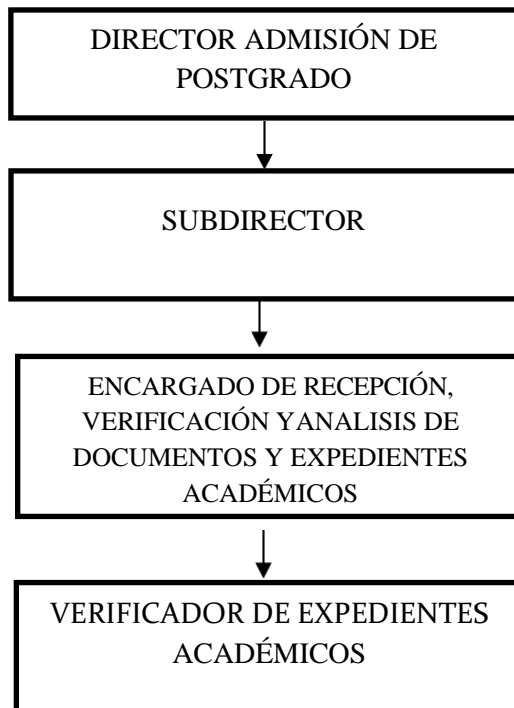 DIRECTOR ADMISIÓN DE
POSTGRADO
SUBDIRECTOR
ENCARGADO DE RECEPCIÓN,
VERIFICACIÓN YANALISIS DE
DOCUMENTOS Y EXPEDIENTES
ACADÉMICOS
VERIFICADOR DE EXPEDIENTES
ACADÉMICOS